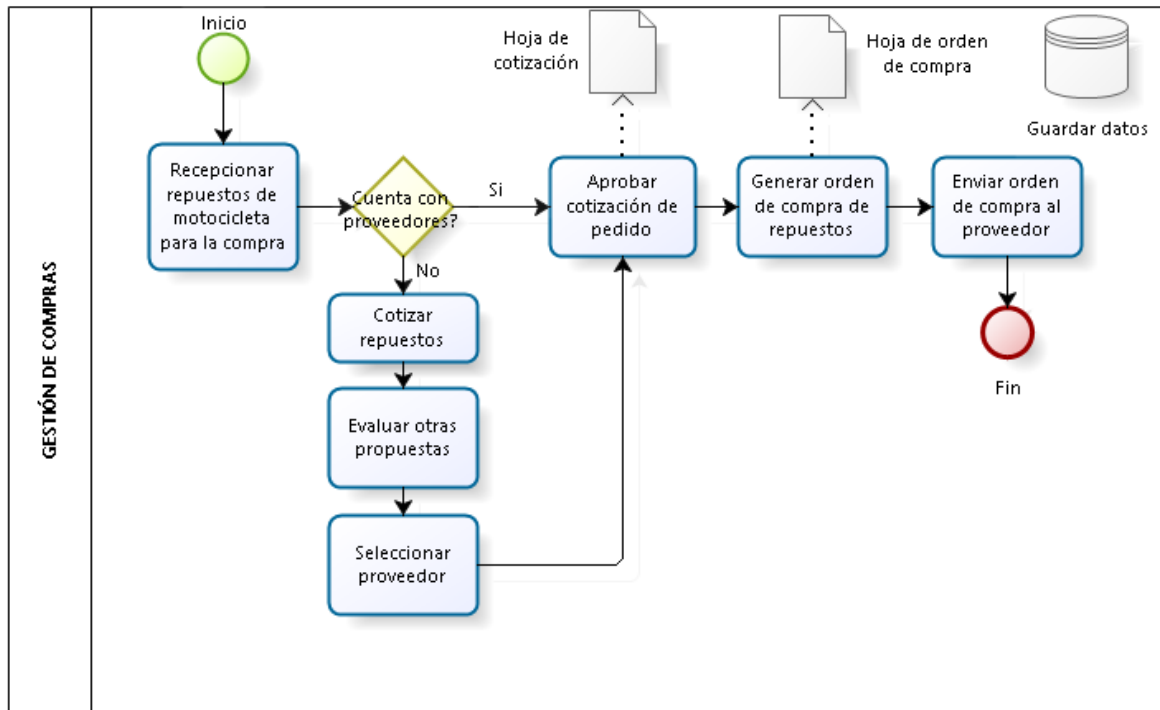 GESTIÓN DE COMPRAS
Inicio
Recepcionar
repuestos de
motocicleta
para la compra
Cuenta con
proveedores?
Si
No
Cotizar
repuestos
Evaluar otras
propuestas
Seleccionar
proveedor
Hoja de
cotización
Aprobar
cotización de
pedido
Hoja de orden
de compra
Generar orden
de compra de
repuestos
Guardar datos
Enviar orden
de compra al
proveedor
Fin